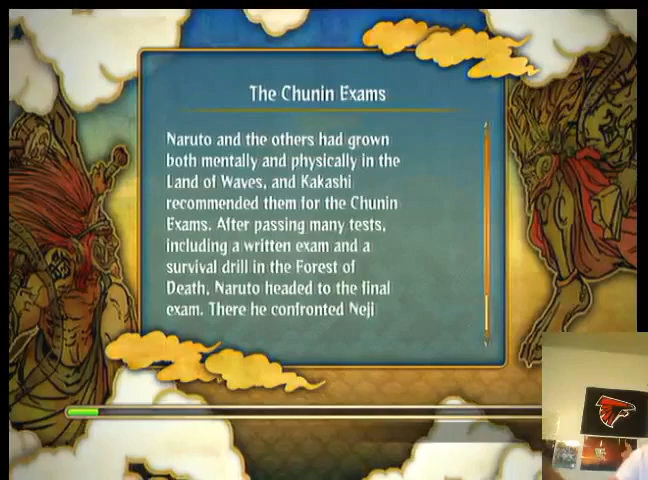 The Chunin Exams
Naruto and the others had grown
both mentally and physically in the
Land of Waves, and Kakashi
recommended them for the Chunin
Exams. After passing many tests,
including a written exam and a
survival drill in the Forest of
Death, Naruto headed to the final
exam. There he confronted Neji